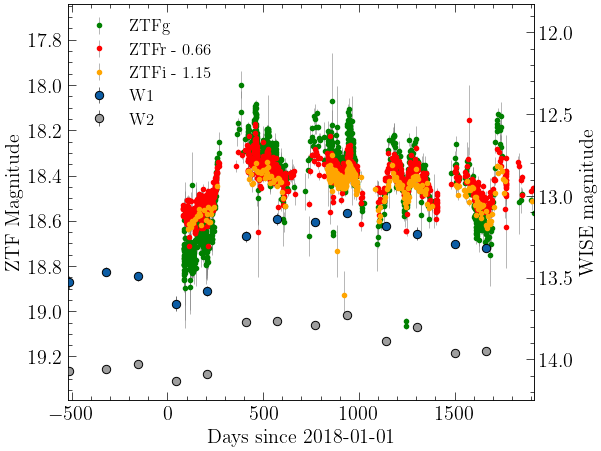 ZTFg
ZTFr - 0.66
ZTFi - 1.15
W1
W2
17.8
18.0
18.2
18.4
18.6
18.8
19.0
19.2
ZTF Magnitude
12.0
12.5
13.0
13.5
14.0
WISE magnitude
−500 0 500 1000 1500
Days since 2018-01-01